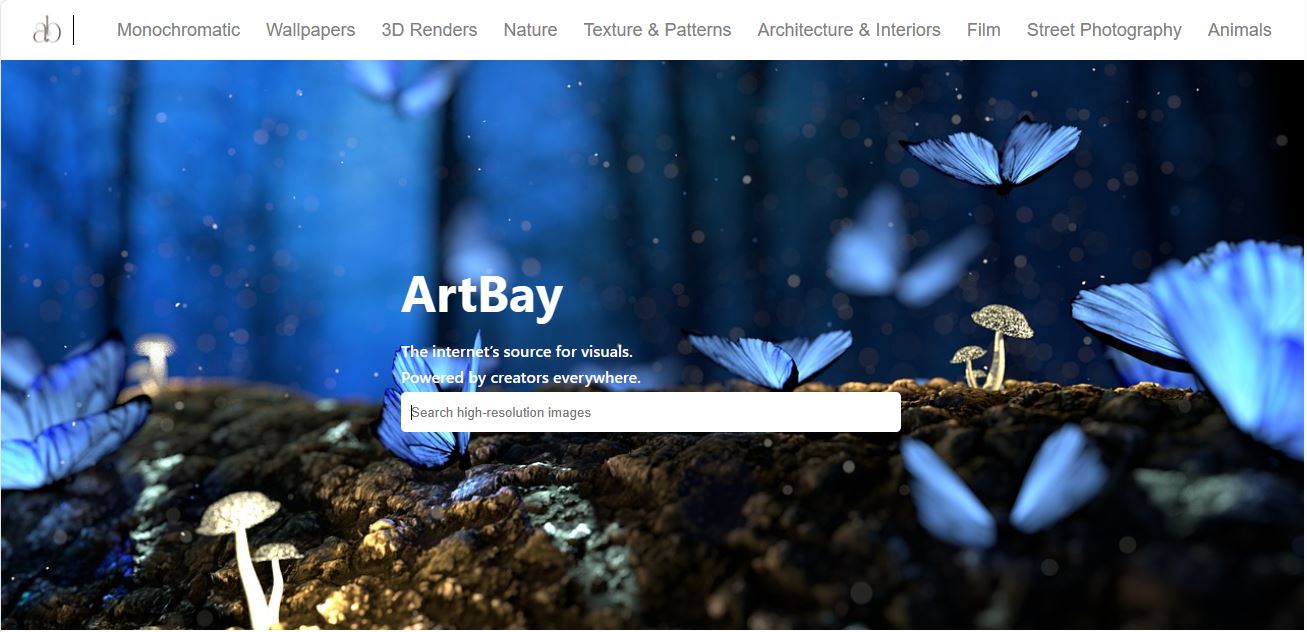 ab
Monochromatic Wallpapers 3D Renders Nature Texture & Patterns Architecture & Interiors Film Street Photography Animals
ArtBay
The internet’s source for visuals.
Powered by creators everywhere.
Search high-resolution images